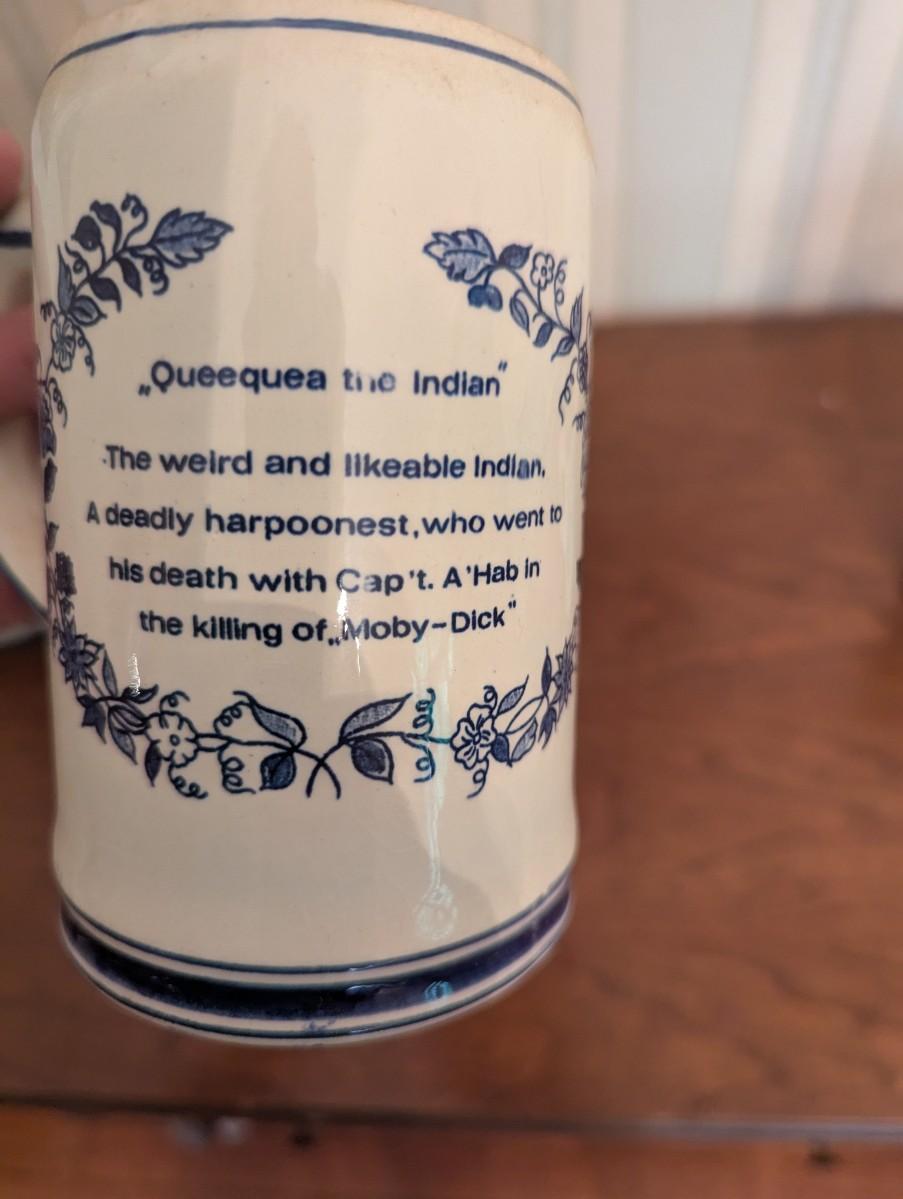 „Queequea the Indian"
The weird and likeable Indian.
A deadly harpoonest, who went to
his death with Cap't. A'Hab in
the killing of „Moby-Dick"